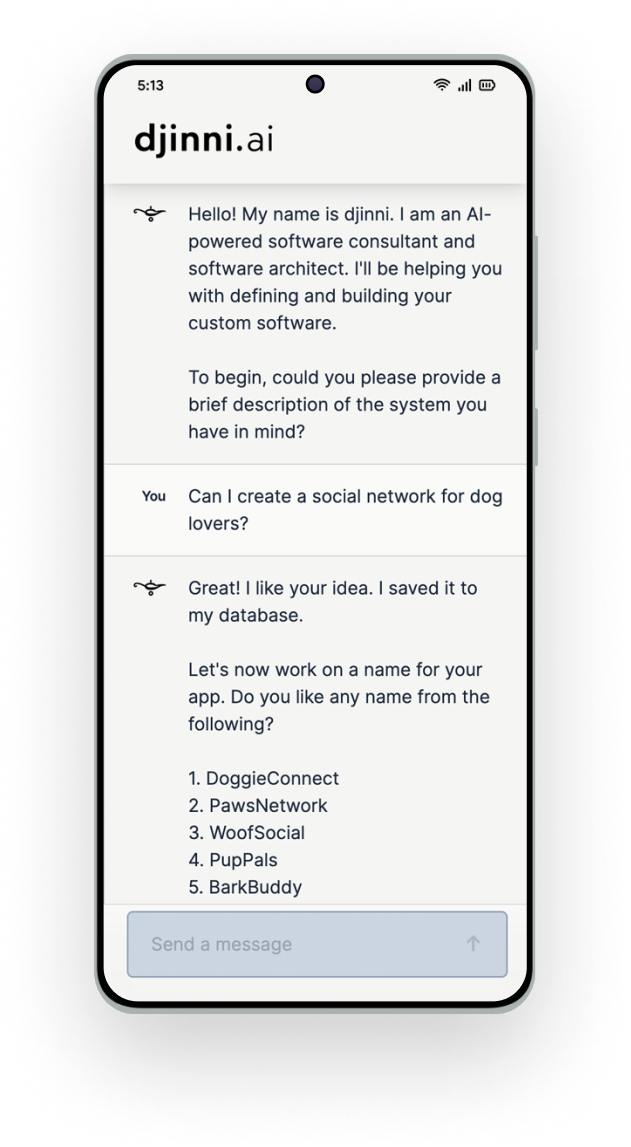 5:13
djinni.ai
Hello! My name is djinni. I am an AI-
powered software consultant and
software architect. I'll be helping you
with defining and building your
custom software.
To begin, could you please provide a
brief description of the system you
have in mind?
You
Can I create a social network for dog
lovers?
Great! I like your idea. I saved it to
my database.
Let's now work on a name for your
app. Do you like any name from the
following?
1. DoggieConnect
2. PawsNetwork
3. WoofSocial
4. PupPals
5. BarkBuddy
Send a message